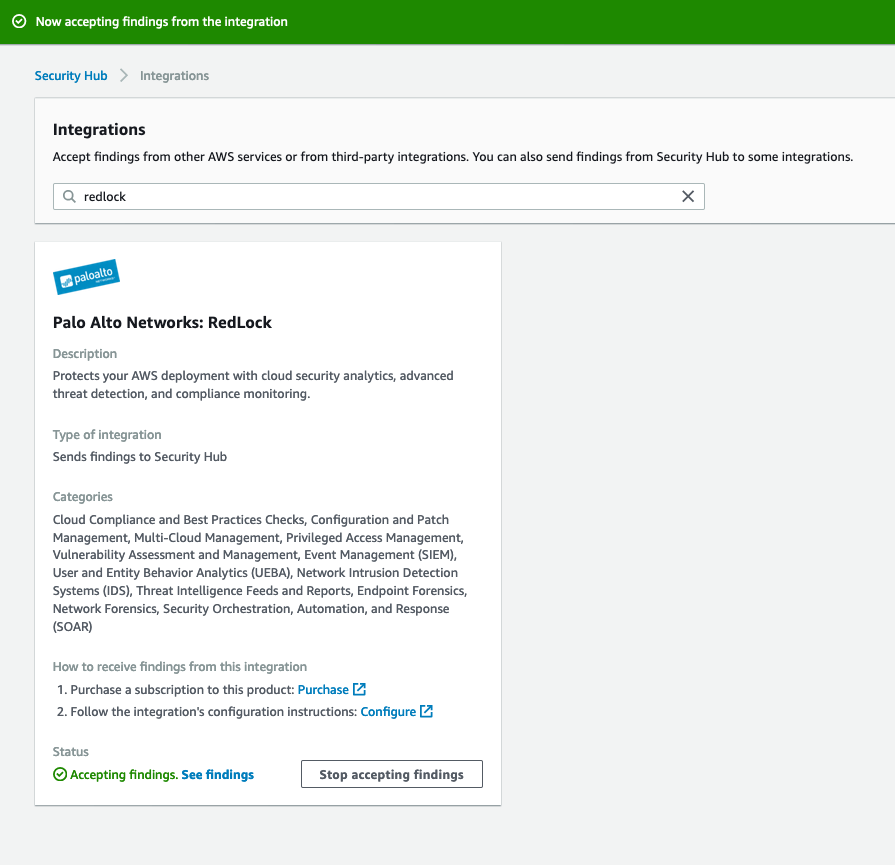 Now accepting findings from the integration
Security Hub
Integrations
Integrations
Accept findings from other AWS services or from third-party integrations. You can also send findings from Security Hub to some integrations.
redlock
paloalto
Palo Alto Networks: RedLock
Description
Protects your AWS deployment with cloud security analytics, advanced
threat detection, and compliance monitoring.
Type of integration
Sends findings to Security Hub
Categories
Cloud Compliance and Best Practices Checks, Configuration and Patch
Management, Multi-Cloud Management, Privileged Access Management,
Vulnerability Assessment and Management, Event Management (SIEM),
User and Entity Behavior Analytics (UEBA), Network Intrusion Detection
Systems (IDS), Threat Intelligence Feeds and Reports, Endpoint Forensics,
Network Forensics, Security Orchestration, Automation, and Response
(SOAR)
How to receive findings from this integration
1. Purchase a subscription to this product: Purchase
2. Follow the integration's configuration instructions: Configure
Status
Accepting findings. See findings
Stop accepting findings